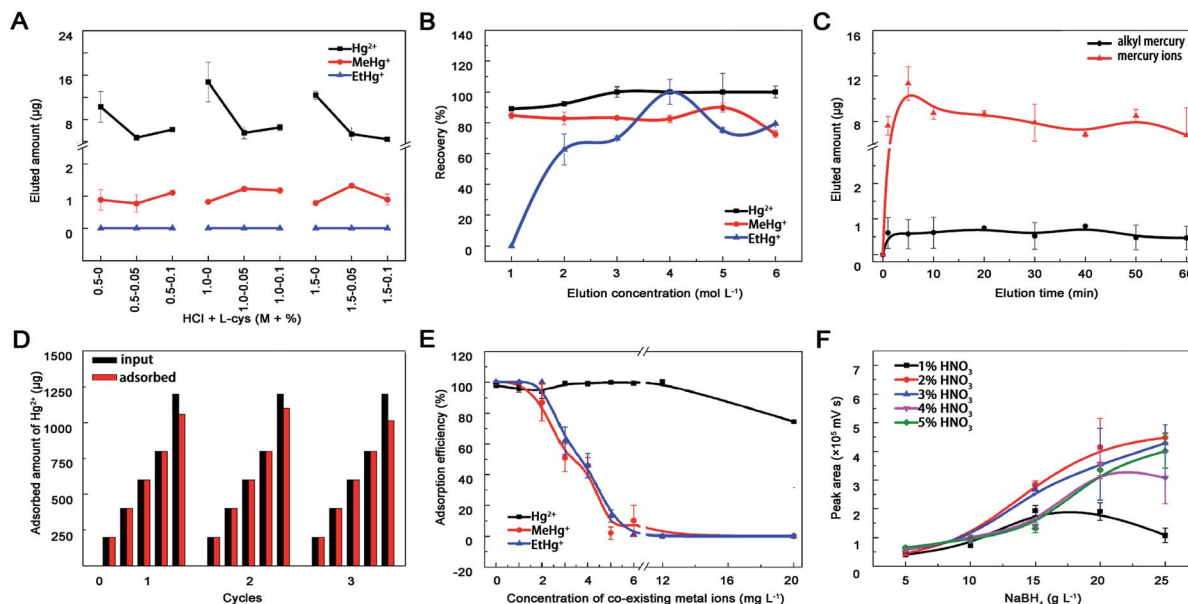 A
Eluted amount (µg)
24
16
8
2
1
0
Hg²⁺
MeHg⁺
EtHg⁺
0.5-0
0.5-0.05
0.5-0.1
1.0-0
1.0-0.05
1.0-0.1
1.5-0
1.5-0.05
1.5-0.1
HCl + L-cys (M + %)
B
Recovery (%)
140
120
100
80
60
40
20
0
Hg²⁺
MeHg⁺
EtHg⁺
1 2 3 4 5 6
Elution concentration (mol L⁻¹)
C
Eluted amount (µg)
16
12
8
2
1
0
alkyl mercury
mercury ions
0 10 20 30 40 50 60
Elution time (min)
D
Adsorbed amount of Hg²⁺ (µg)
1500
1250
1000
750
500
250
input
adsorbed
0 1 2 3
Cycles
E
Adsorption efficiency (%)
120
100
80
60
40
20
0
-20
Hg²⁺
MeHg⁺
EtHg⁺
0 2 4 6 12 20
Concentration of co-existing metal ions (mg L⁻¹)
F
Peak area (×10⁵ mV s)
7
6
5
4
3
2
1
0
1% HNO₃
2% HNO₃
3% HNO₃
4% HNO₃
5% HNO₃
5 10 15 20 25
NaBH₄ (g L⁻¹)